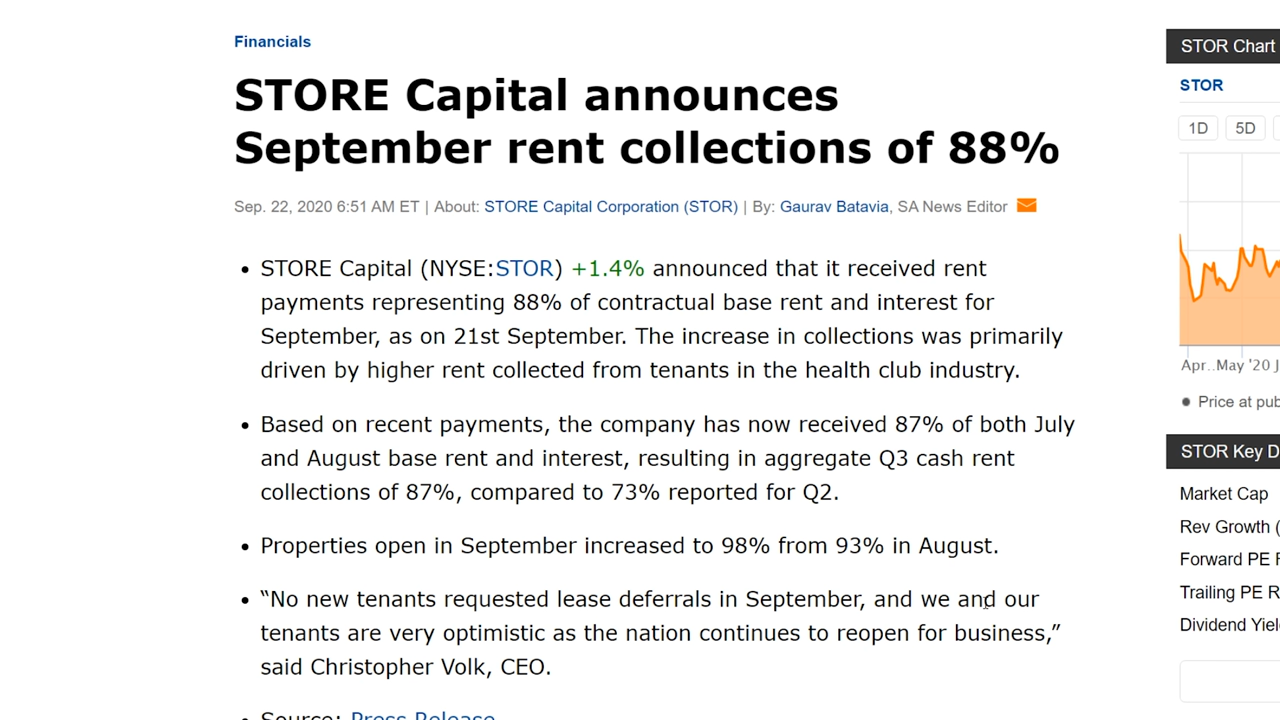 Financials
STORE Capital announces
September rent collections of 88%
Sep. 22, 2020 6:51 AM ET | About: STORE Capital Corporation (STOR) | By: Gaurav Batavia, SA News Editor
• STORE Capital (NYSE:STOR) +1.4% announced that it received rent
payments representing 88% of contractual base rent and interest for
September, as on 21st September. The increase in collections was primarily
driven by higher rent collected from tenants in the health club industry.
• Based on recent payments, the company has now received 87% of both July
and August base rent and interest, resulting in aggregate Q3 cash rent
collections of 87%, compared to 73% reported for Q2.
• Properties open in September increased to 98% from 93% in August.
• “No new tenants requested lease deferrals in September, and we and our
tenants are very optimistic as the nation continues to reopen for business,”
said Christopher Volk, CEO.
• Source: Press Release
STOR Chart
STOR
1D 5D
Apr..May '20 J
• Price at pub
STOR Key D
Market Cap
Rev Growth (
Forward PE R
Trailing PE R
Dividend Yiel